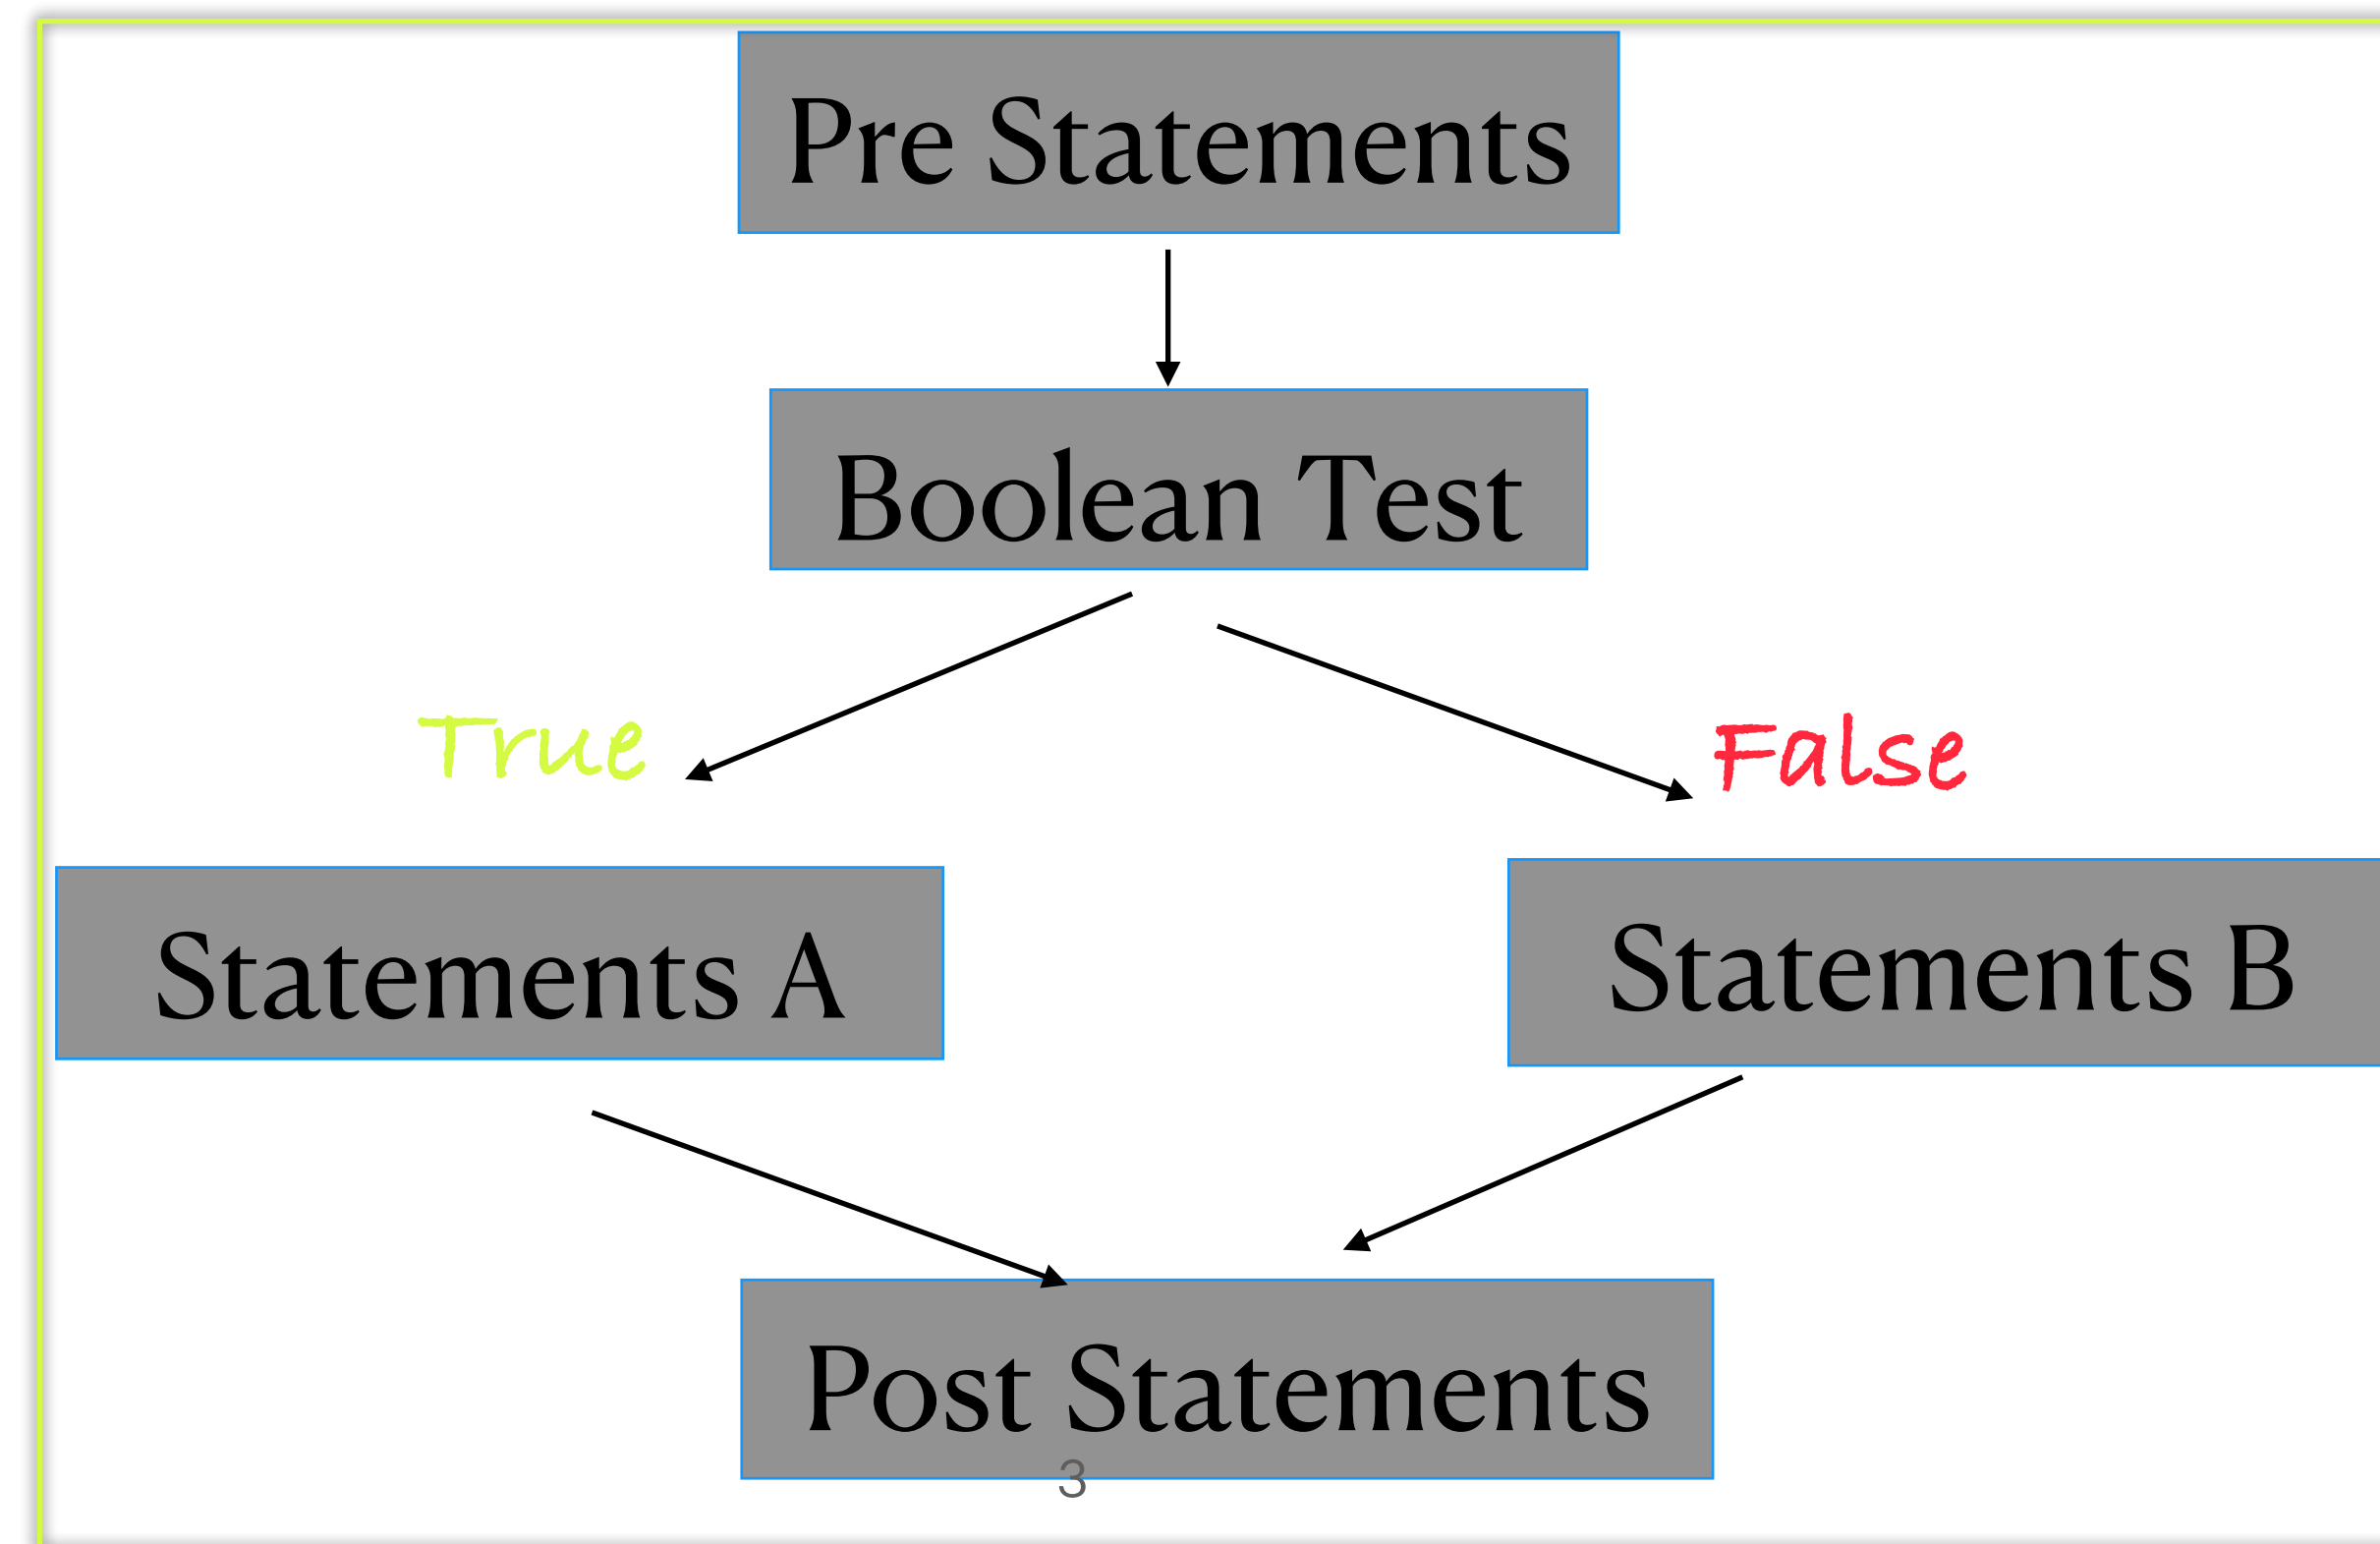 Pre Statements
Boolean Test
True
False
Statements A
Statements B
Post Statements
3